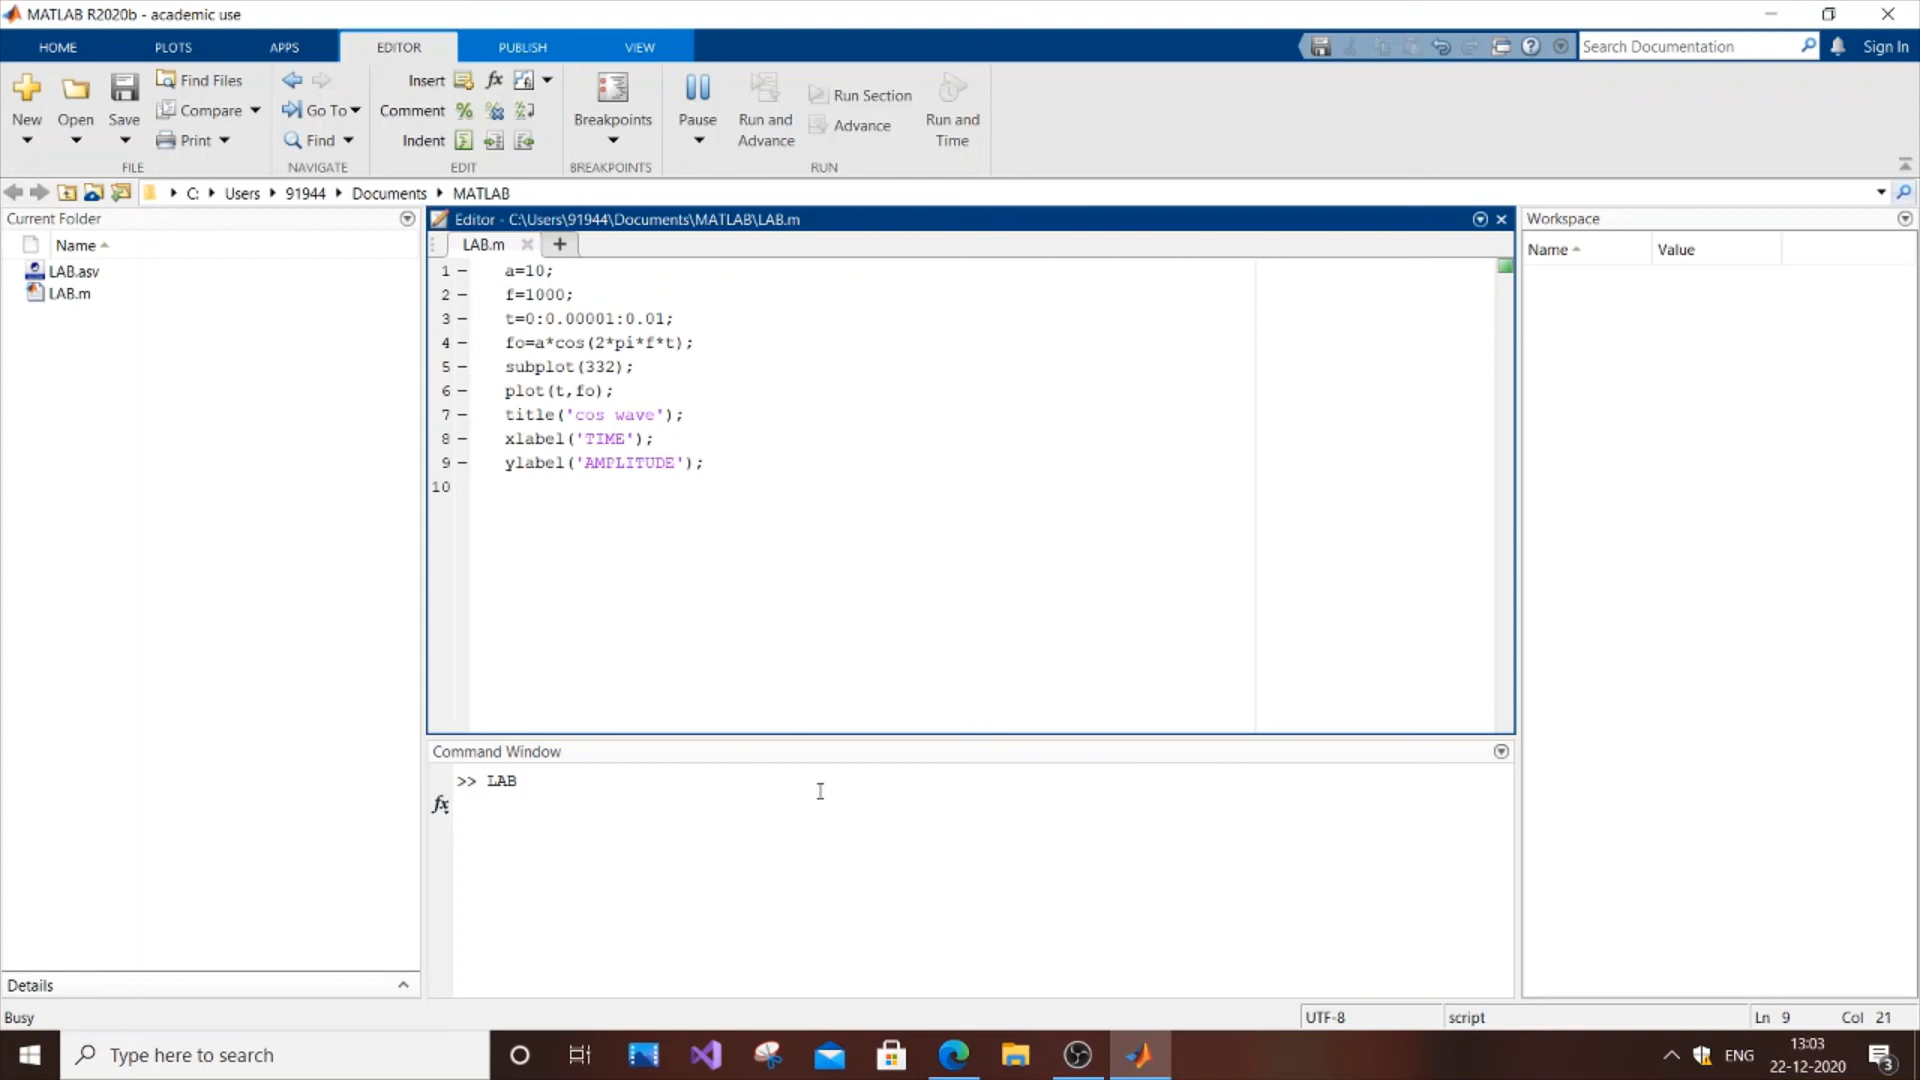 MATLAB R2020b - academic use
HOME PLOTS APPS EDITOR PUBLISH VIEW
Search Documentation
Sign In
New Open Save
Find Files
Compare
Print
FILE
Go To
Find
NAVIGATE
Insert fx
Comment
Indent
EDIT
Breakpoints
BREAKPOINTS
Pause
Run and Advance
Run Section
Advance
Run and Time
RUN
C: Users 91944 Documents MATLAB
Current Folder
Name
LAB.asv
LAB.m
Details
Editor - C:\Users\91944\Documents\MATLAB\LAB.m
LAB.m
1 a=10;
2 f=1000;
3 t=0:0.00001:0.01;
4 fo=a*cos(2*pi*f*t);
5 subplot(332);
6 plot(t,fo);
7 title('cos wave');
8 xlabel('TIME');
9 ylabel('AMPLITUDE');
10
Command Window
>> LAB
fx
Workspace
Name Value
Busy
UTF-8
script
Ln 9 Col 21
Type here to search
ENG
13:03
22-12-2020
3